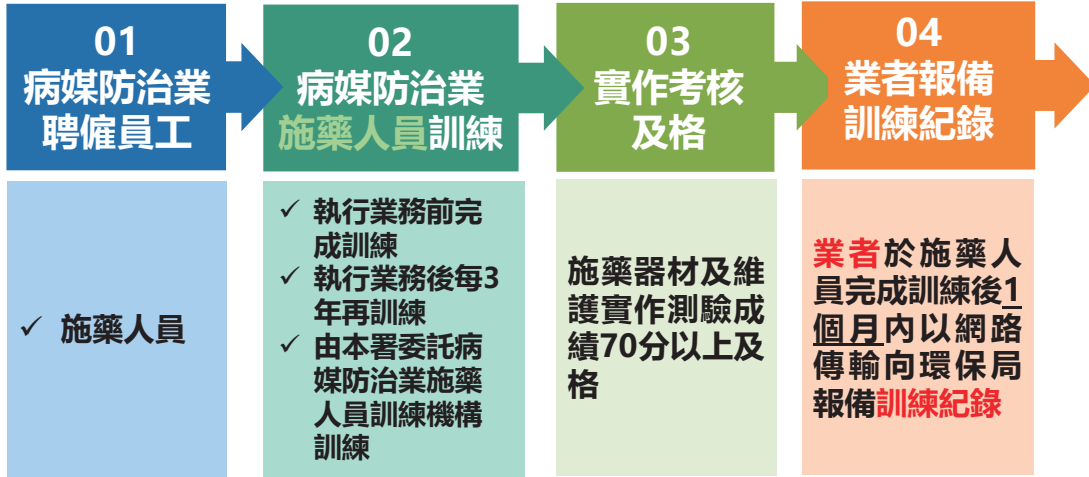 01
病媒防治業
聘僱員工
02
病媒防治業
施藥人員訓練
03
實作考核
及格
04
業者報備
訓練紀錄
✓ 施藥人員
✓ 執行業務前完
成訓練
✓ 執行業務後每3
年再訓練
✓ 由本署委託病
媒防治業施藥
人員訓練機構
訓練
施藥器材及維
護實作測驗成
績70分以上及
格
業者於施藥人
員完成訓練後1
個月內以網路
傳輸向環保局
報備訓練紀錄